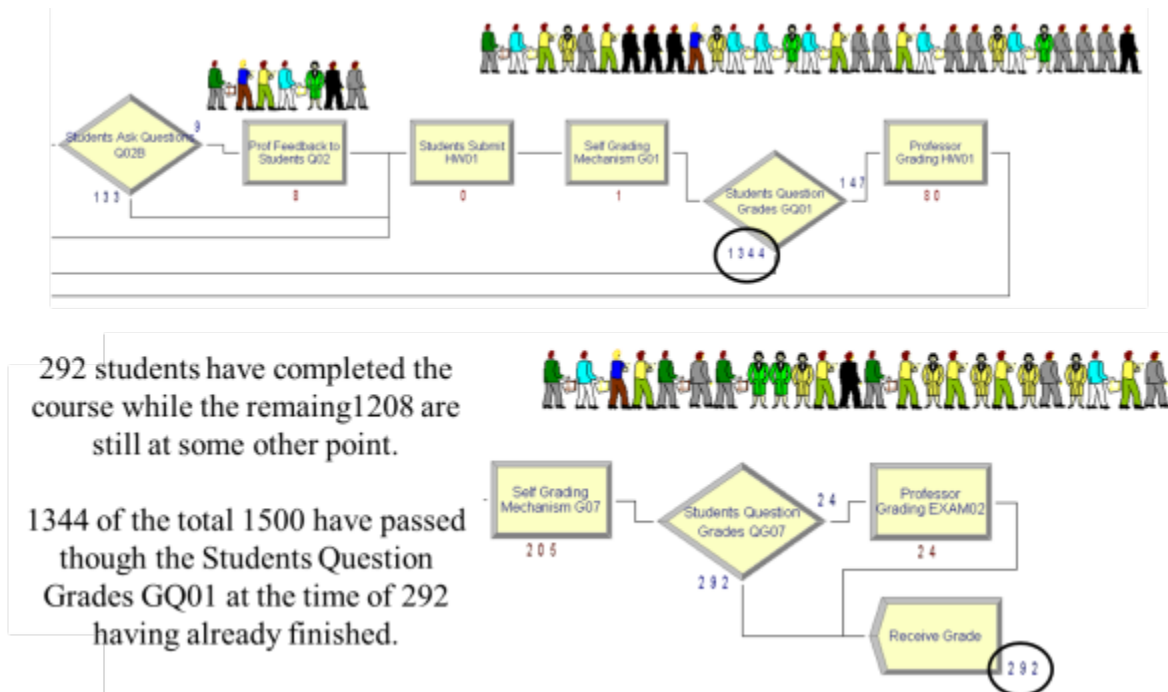 Students Ask Questions
Q02B
9
133
Prof Feedback to
Students Q02
8
Students Submit
HW01
0
Self Grading
Mechanism G01
1
Students Question
Grades GQ01
147
1344
Professor
Grading HW01
80
292 students have completed the
course while the remaing1208 are
still at some other point.
1344 of the total 1500 have passed
though the Students Question
Grades GQ01 at the time of 292
having already finished.
Self Grading
Mechanism G07
205
Students Question
Grades QG07
24
292
Professor
Grading EXAM02
24
Receive Grade
292